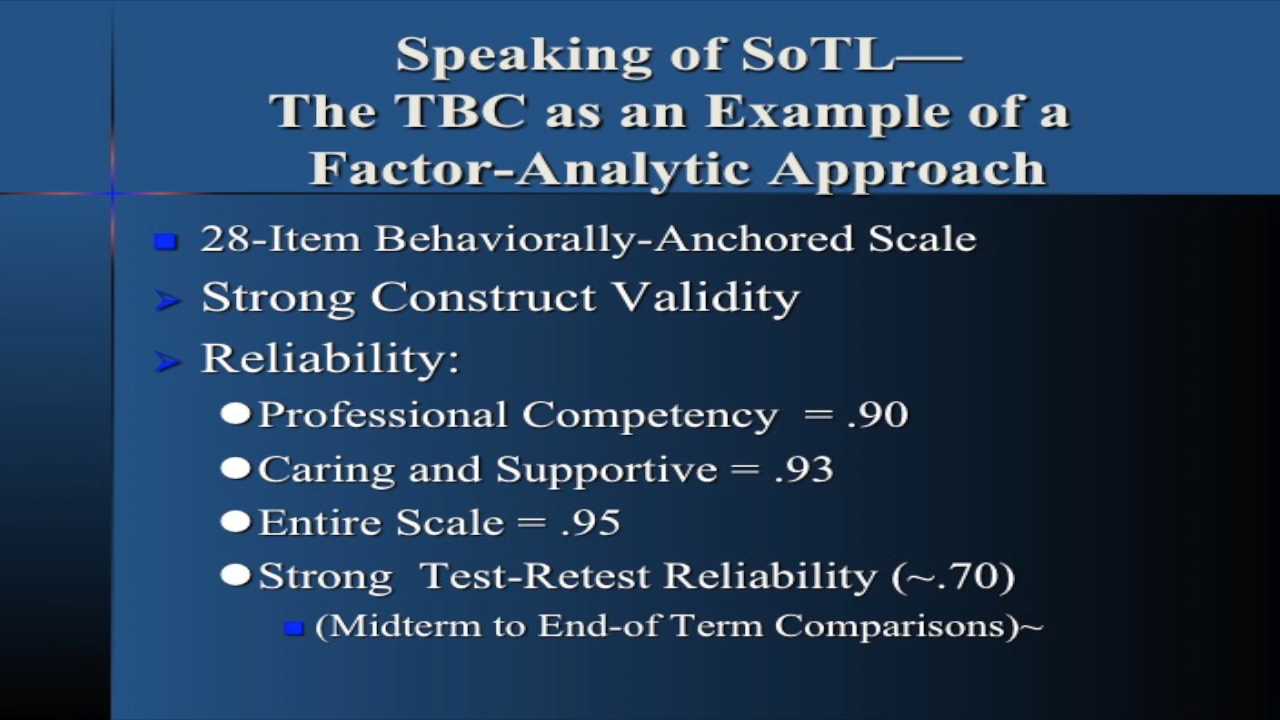 Speaking of SoTL—
The TBC as an Example of a
Factor-Analytic Approach
28-Item Behaviorally-Anchored Scale
Strong Construct Validity
Reliability:
Professional Competency = .90
Caring and Supportive = .93
Entire Scale = .95
Strong Test-Retest Reliability (~.70)
(Midterm to End-of Term Comparisons)~